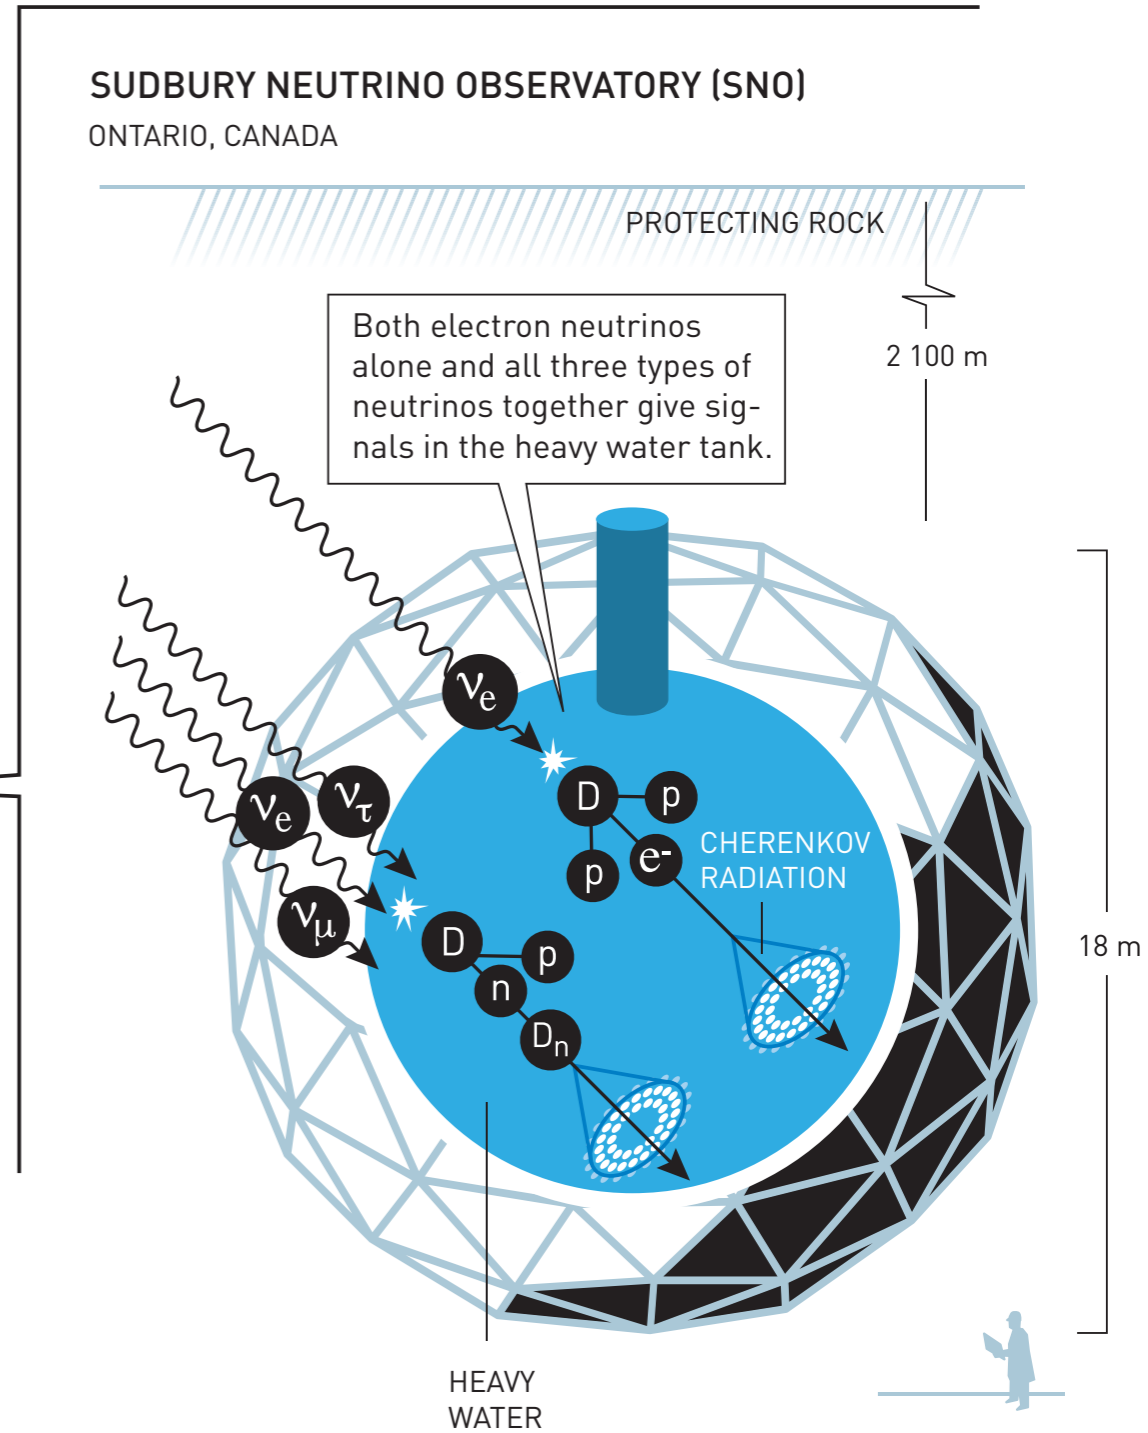 SUDBURY NEUTRINO OBSERVATORY (SNO)
ONTARIO, CANADA
PROTECTING ROCK
Both electron neutrinos
alone and all three types of
neutrinos together give sig-
nals in the heavy water tank.
2 100 m
νe
D
p
p
e-
CHERENKOV
RADIATION
νe
ντ
νμ
D
p
n
Dn
18 m
HEAVY
WATER